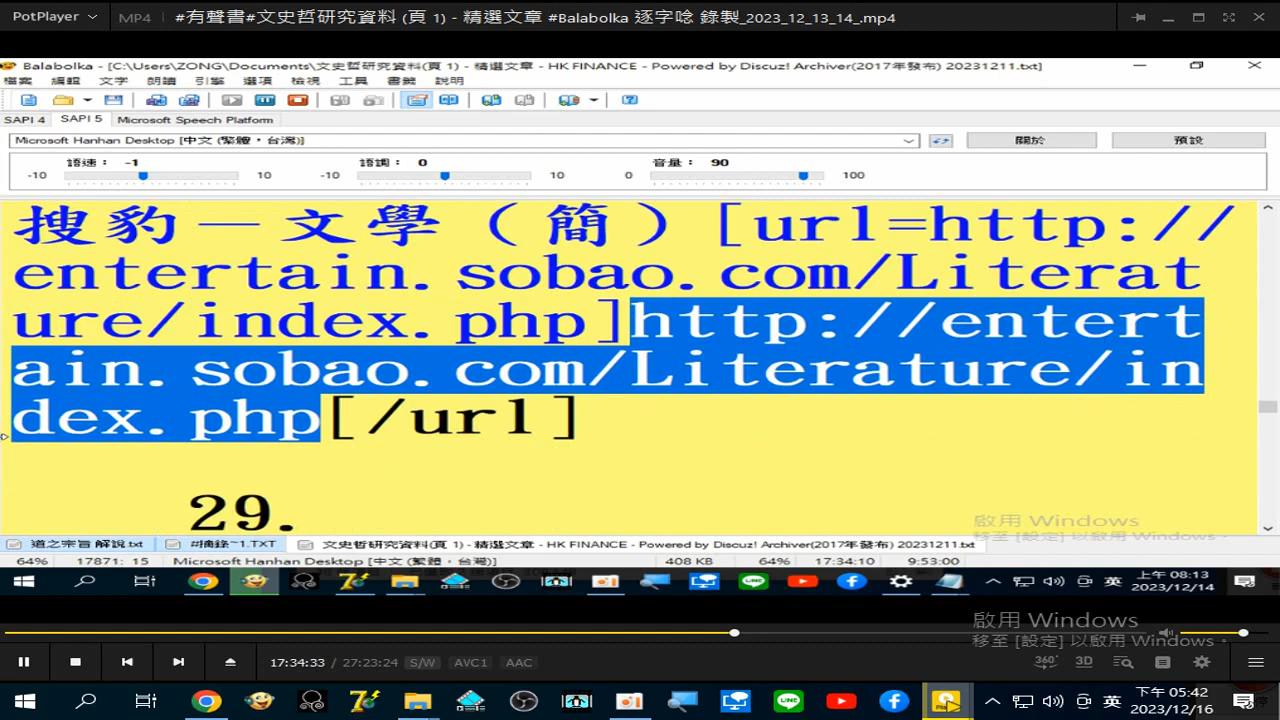 PotPlayer MP4 #有聲書#文史哲研究資料 (頁 1) - 精選文章 #Balabolka 逐字唸 錄製_2023_12_13_14_.mp4
Balabolka - [C:\Users\ZONG\Documents\文史哲研究資料(頁 1) - 精選文章 - HK FINANCE - Powered by Discuz! Archiver(2017年發布) 20231211.txt]
檔案 編輯 文字 朗讀 引擎 選項 檢視 工具 書籤 說明
SAPI 4 SAPI 5 Microsoft Speech Platform
Microsoft Hanhan Desktop [中文 (繁體，台灣)] 關於 預設
語速： -1 語調： 0 音量： 90
-10 10 -10 10 0 100
搜豹－文學（簡）[url=http://
entertain.sobao.com/Literat
ure/index.php]http://entert
ain.sobao.com/Literature/in
dex.php[/url]
29.
啟用 Windows
移至 [設定] 以啟用 Windows。
道之宗旨 解說.txt #摘錄~1.TXT 文史哲研究資料(頁 1) - 精選文章 - HK FINANCE - Powered by Discuz! Archiver(2017年發布) 20231211.txt
64% 17871: 15 Microsoft Hanhan Desktop [中文 (繁體，台灣)] 408 KB 64% 17:34:10 9:53:00
英 上午 08:13
2023/12/14
啟用 Windows
移至 [設定] 以啟用 Windows。
17:34:33 / 27:23:24 S/W AVC1 AAC 360° 3D
英 下午 05:42
2023/12/16